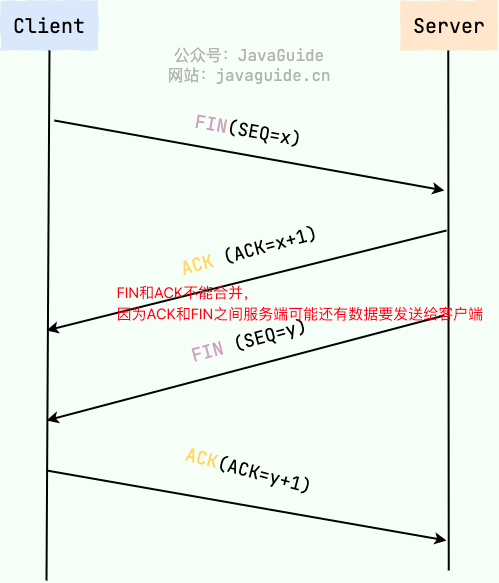 Client
Server
公众号：JavaGuide
网站：javaguide.cn
FIN(SEQ=x)
ACK (ACK=x+1)
FIN和ACK不能合并，
因为ACK和FIN之间服务端可能还有数据要发送给客户端
FIN (SEQ=y)
ACK(ACK=y+1)